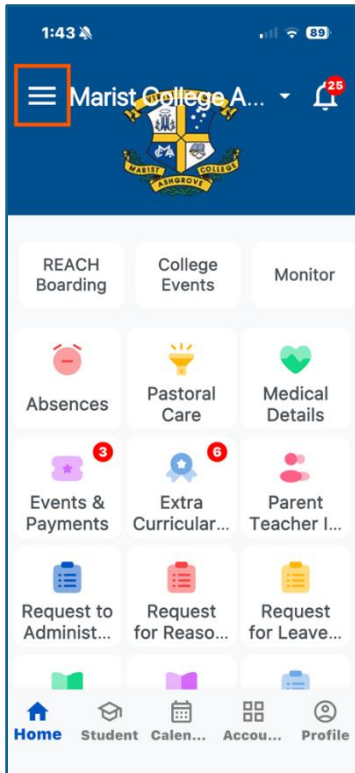 1:43 89
Marist College A... 25
MARIST COLLEGE
ASHGROVE
REACH
Boarding
College
Events
Monitor
Absences
Pastoral
Care
Medical
Details
3
Events &
Payments
6
Extra
Curricular...
Parent
Teacher I...
Request to
Administ...
Request
for Reaso...
Request
for Leave...
Home Student Calen... Accou... Profile